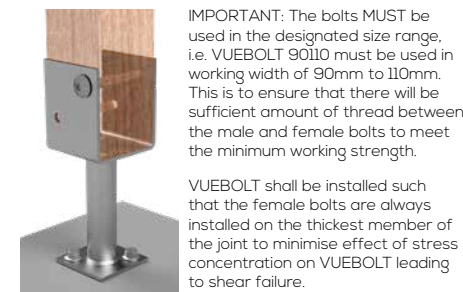 IMPORTANT: The bolts MUST be
used in the designated size range,
i.e. VUEBOLT 90110 must be used in
working width of 90mm to 110mm.
This is to ensure that there will be
sufficient amount of thread between
the male and female bolts to meet
the minimum working strength.
VUEBOLT shall be installed such
that the female bolts are always
installed on the thickest member of
the joint to minimise effect of stress
concentration on VUEBOLT leading
to shear failure.